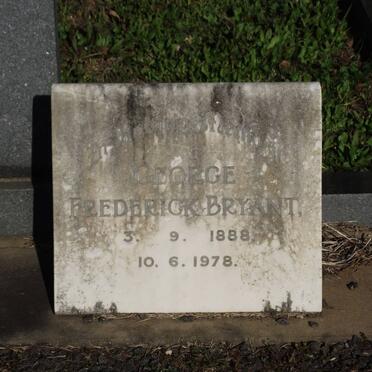 GEORGE
FREDERICK BRYANT,
3. 9. 1888.
10. 6. 1978.